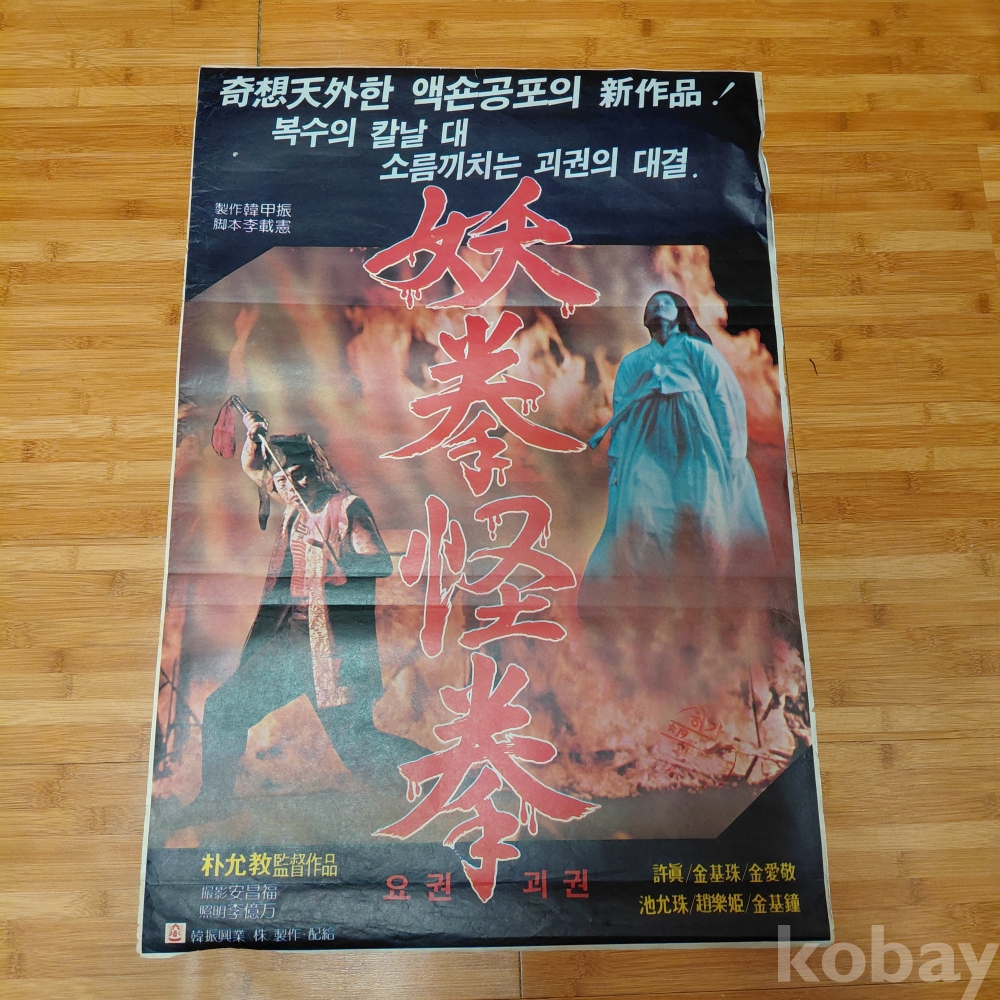 奇想天外한 액숀공포의 新作品!
복수의 칼날 대
소름끼치는 괴권의 대결.
製作韓甲振
脚本李載憲
妖拳怪拳
요권 괴권
朴允敎監督作品
撮影安昌福
照明李億万
韓振興業 株 製作·配給
許眞/金基珠/金愛敬
池允珠/趙樂姬/金基鐘
kobay